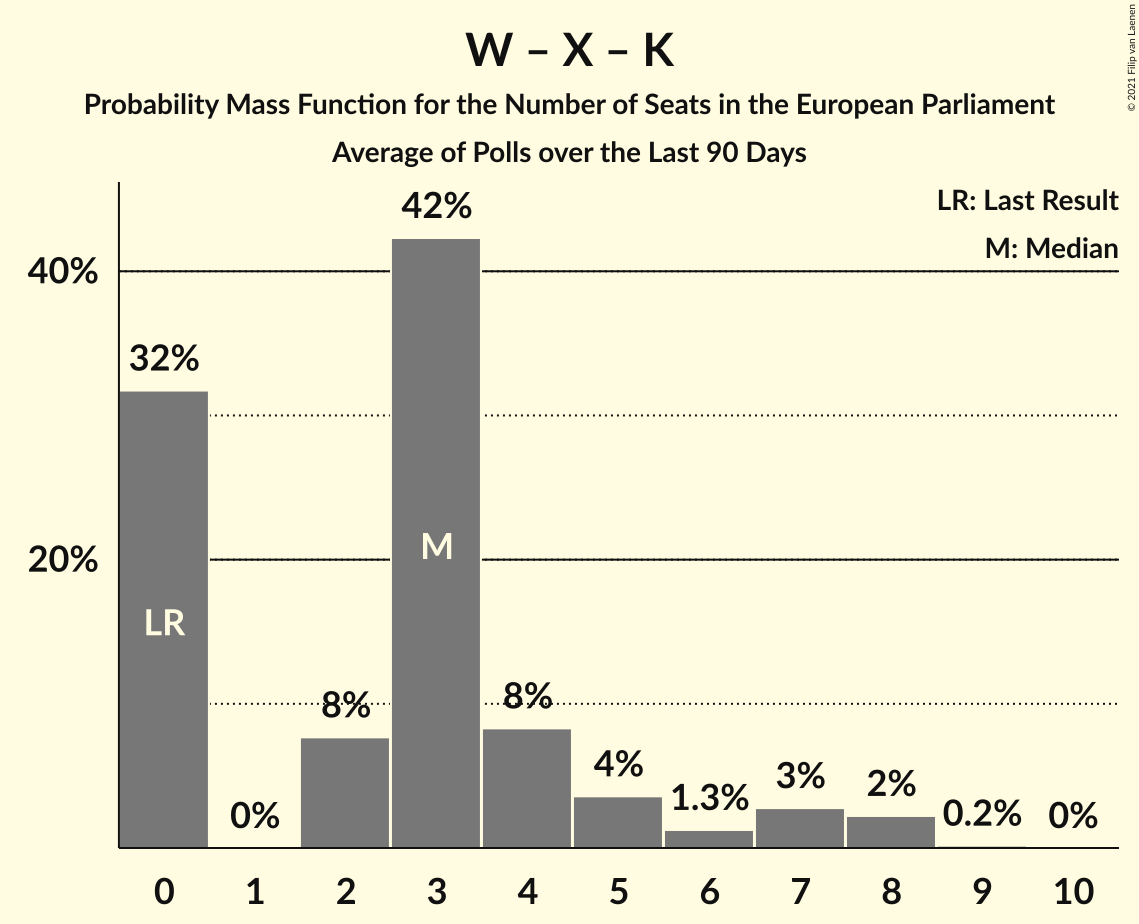 W – X – K
Probability Mass Function for the Number of Seats in the European Parliament
Average of Polls over the Last 90 Days
© 2021 Filip van Laenen
LR: Last Result
M: Median
40%
20%
32%
0%
8%
42%
8%
4%
1.3%
3%
2%
0.2%
0%
LR
M
0 1 2 3 4 5 6 7 8 9 10